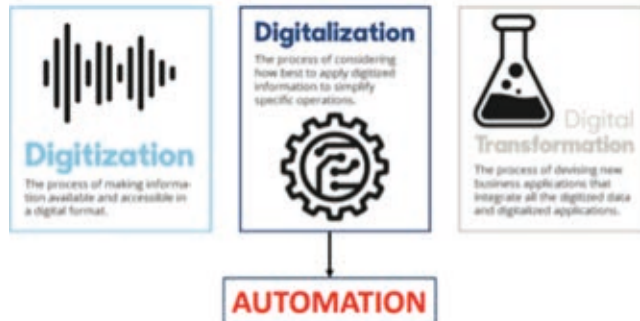 Digitization
The process of making informa-
tion available and accessible in
a digital format.
Digitalization
The process of considering
how best to apply digitized
information to simplify
specific operations.
Digital
Transformation
The process of devising new
business applications that
integrate all the digitized data
and digitalized applications.
AUTOMATION